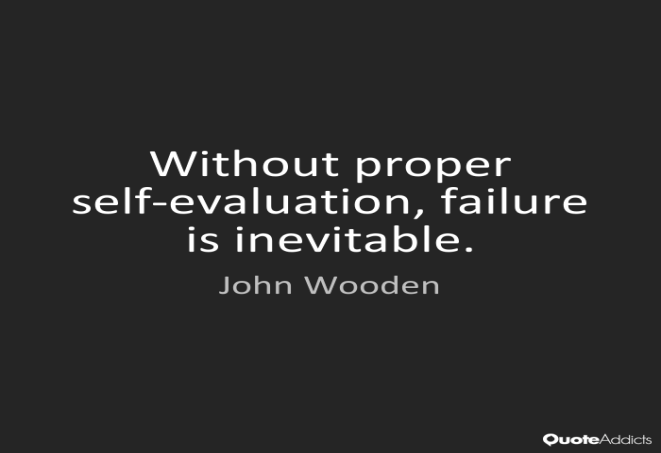 Without proper
self-evaluation, failure
is inevitable.
John Wooden
QuoteAddicts